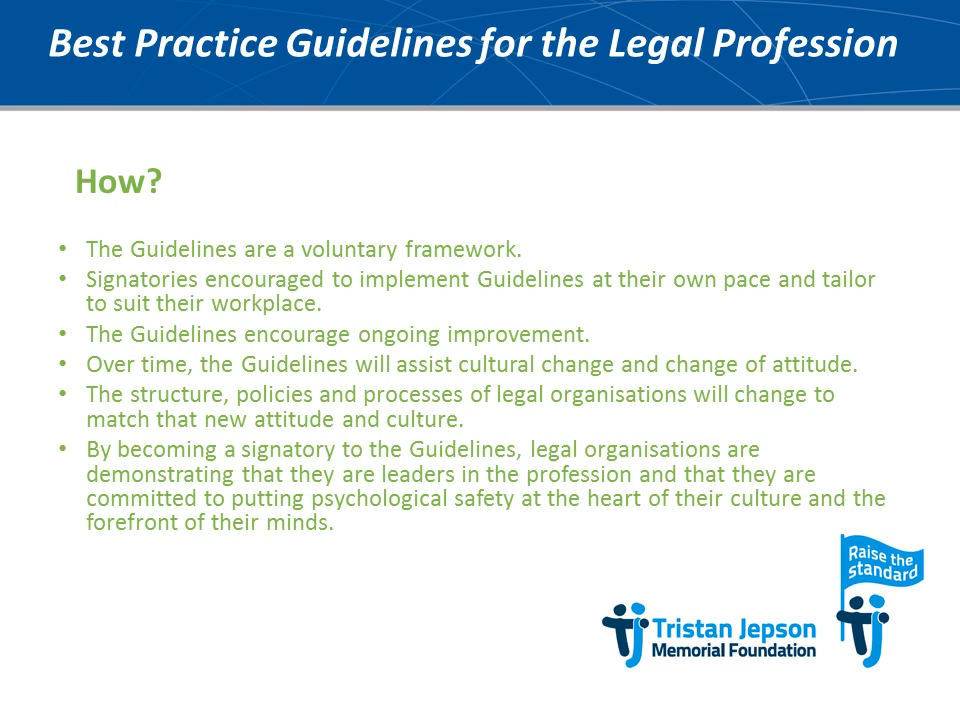 Best Practice Guidelines for the Legal Profession
How?
• The Guidelines are a voluntary framework.
• Signatories encouraged to implement Guidelines at their own pace and tailor
to suit their workplace.
• The Guidelines encourage ongoing improvement.
• Over time, the Guidelines will assist cultural change and change of attitude.
• The structure, policies and processes of legal organisations will change to
match that new attitude and culture.
• By becoming a signatory to the Guidelines, legal organisations are
demonstrating that they are leaders in the profession and that they are
committed to putting psychological safety at the heart of their culture and the
forefront of their minds.
Raise the
standard
Tristan Jepson
Memorial Foundation